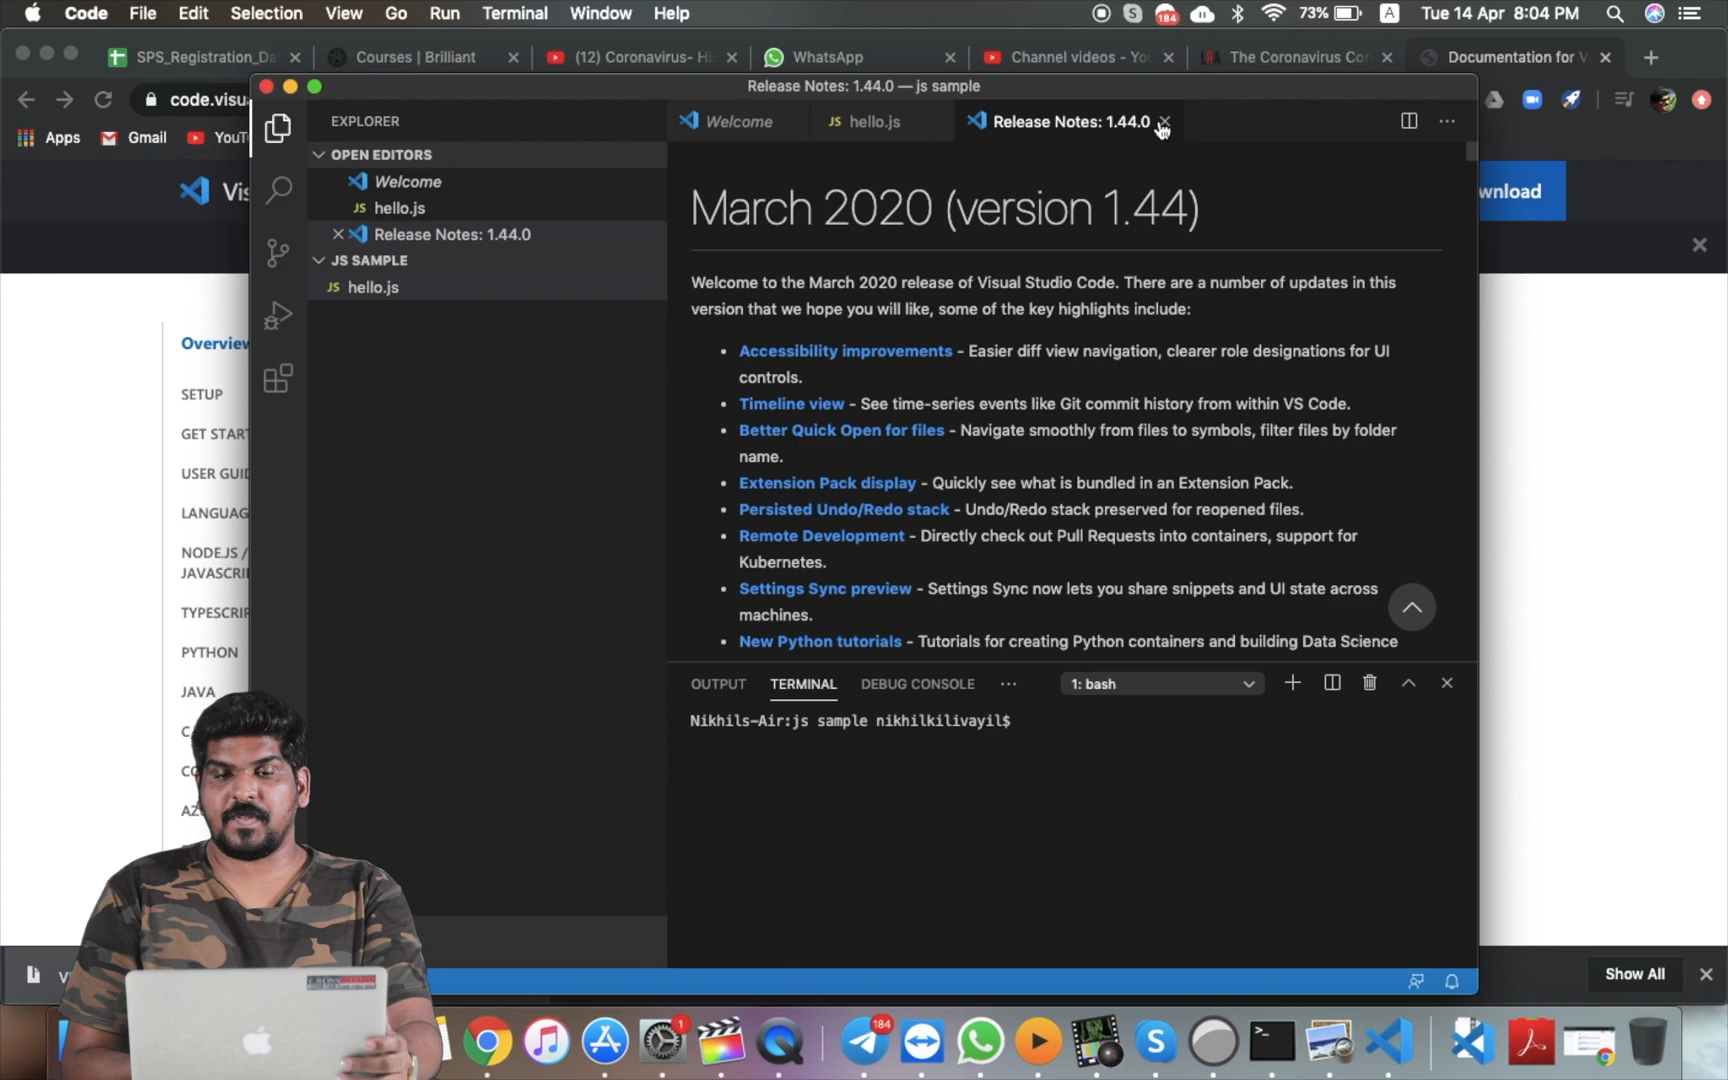 Code File Edit Selection View Go Run Terminal Window Help
184 73% A Tue 14 Apr 8:04 PM
SPS_Registration_Da
Courses | Brilliant
(12) Coronavirus- Hi
WhatsApp
Channel videos - You
The Coronavirus Con
Documentation for V
code.visu
Release Notes: 1.44.0 — js sample
Apps Gmail YouT
EXPLORER
Welcome
JS hello.js
Release Notes: 1.44.0
OPEN EDITORS
Welcome
JS hello.js
Release Notes: 1.44.0
JS SAMPLE
JS hello.js
Vis
wnload
March 2020 (version 1.44)
Welcome to the March 2020 release of Visual Studio Code. There are a number of updates in this
version that we hope you will like, some of the key highlights include:
• Accessibility improvements - Easier diff view navigation, clearer role designations for UI
controls.
• Timeline view - See time-series events like Git commit history from within VS Code.
• Better Quick Open for files - Navigate smoothly from files to symbols, filter files by folder
name.
• Extension Pack display - Quickly see what is bundled in an Extension Pack.
• Persisted Undo/Redo stack - Undo/Redo stack preserved for reopened files.
• Remote Development - Directly check out Pull Requests into containers, support for
Kubernetes.
• Settings Sync preview - Settings Sync now lets you share snippets and UI state across
machines.
• New Python tutorials - Tutorials for creating Python containers and building Data Science
Overview
SETUP
GET START
USER GUID
LANGUAG
NODE.JS /
JAVASCRI
TYPESCRIP
PYTHON
JAVA
OUTPUT TERMINAL DEBUG CONSOLE ··· 1: bash
Nikhils-Air:js sample nikhilkilivayil$
Show All
1
184